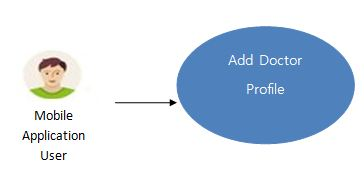 Add Doctor
Profile
Mobile
Application
User